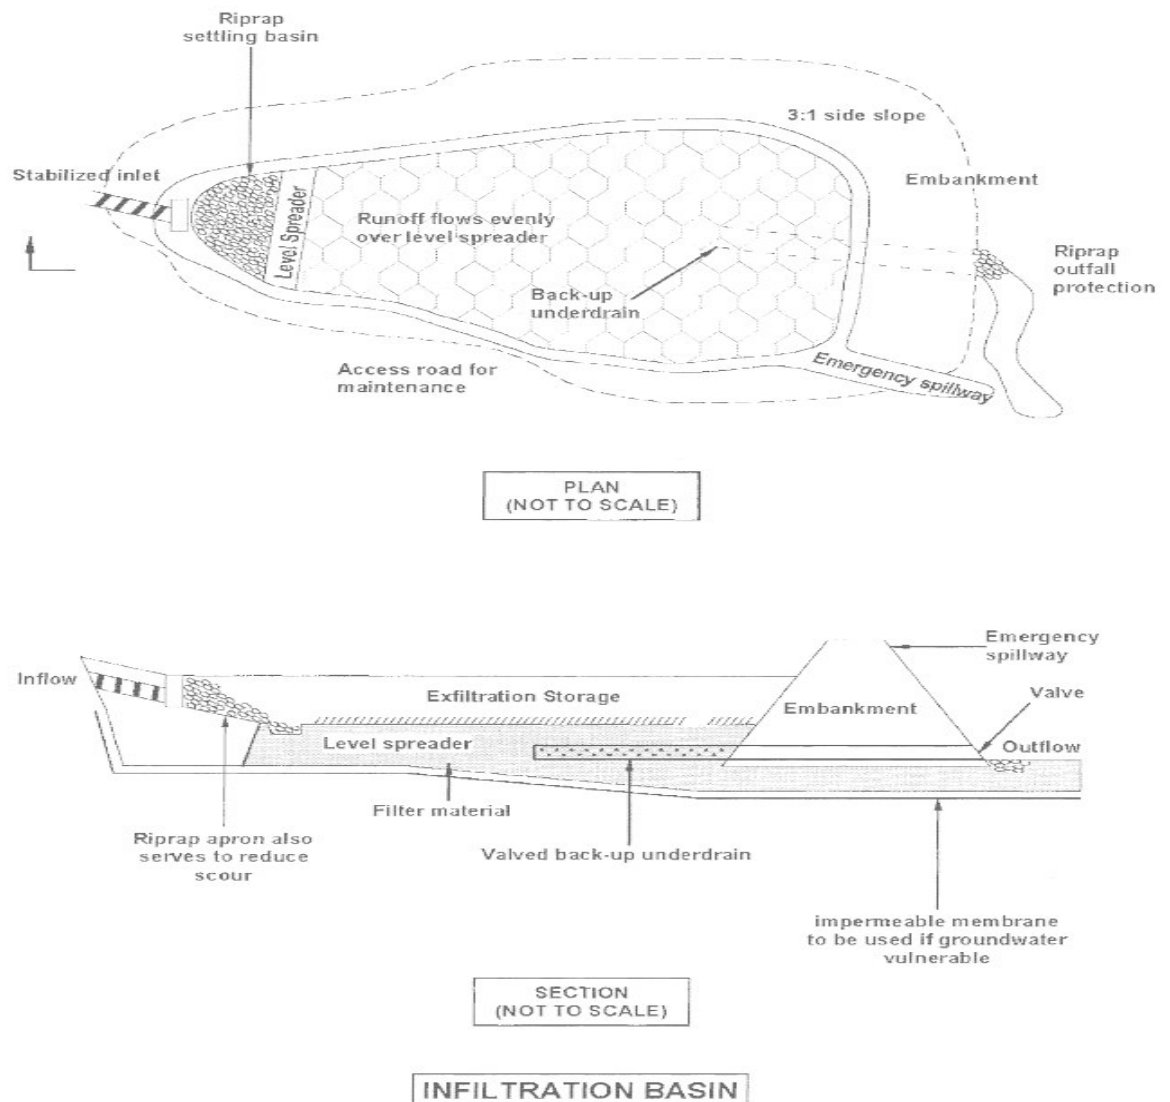 Riprap
settling basin
3:1 side slope
Stabilized inlet
Embankment
Level Spreader
Runoff flows evenly
over level spreader
Riprap
outfall
protection
Back-up
underdrain
Access road for
maintenance
Emergency spillway
PLAN
(NOT TO SCALE)
Emergency
spillway
Inflow
Exfiltration Storage
Valve
Embankment
Level spreader
Outflow
Filter material
Riprap apron also
serves to reduce
scour
Valved back-up underdrain
impermeable membrane
to be used if groundwater
vulnerable
SECTION
(NOT TO SCALE)
INFILTRATION BASIN